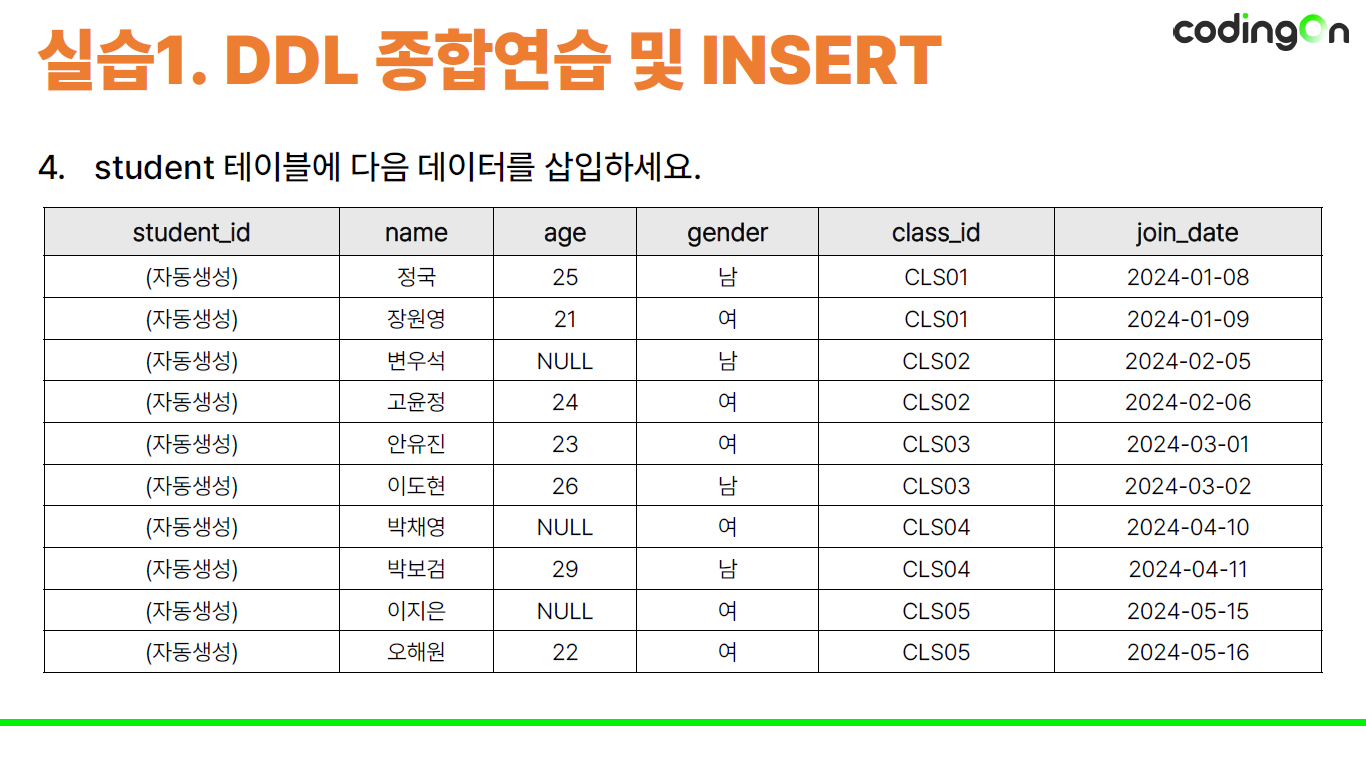 codingOn
실습1. DDL 종합연습 및 INSERT
4. student 테이블에 다음 데이터를 삽입하세요.
student_id name age gender class_id join_date
(자동생성) 정국 25 남 CLS01 2024-01-08
(자동생성) 장원영 21 여 CLS01 2024-01-09
(자동생성) 변우석 NULL 남 CLS02 2024-02-05
(자동생성) 고윤정 24 여 CLS02 2024-02-06
(자동생성) 안유진 23 여 CLS03 2024-03-01
(자동생성) 이도현 26 남 CLS03 2024-03-02
(자동생성) 박채영 NULL 여 CLS04 2024-04-10
(자동생성) 박보검 29 남 CLS04 2024-04-11
(자동생성) 이지은 NULL 여 CLS05 2024-05-15
(자동생성) 오해원 22 여 CLS05 2024-05-16